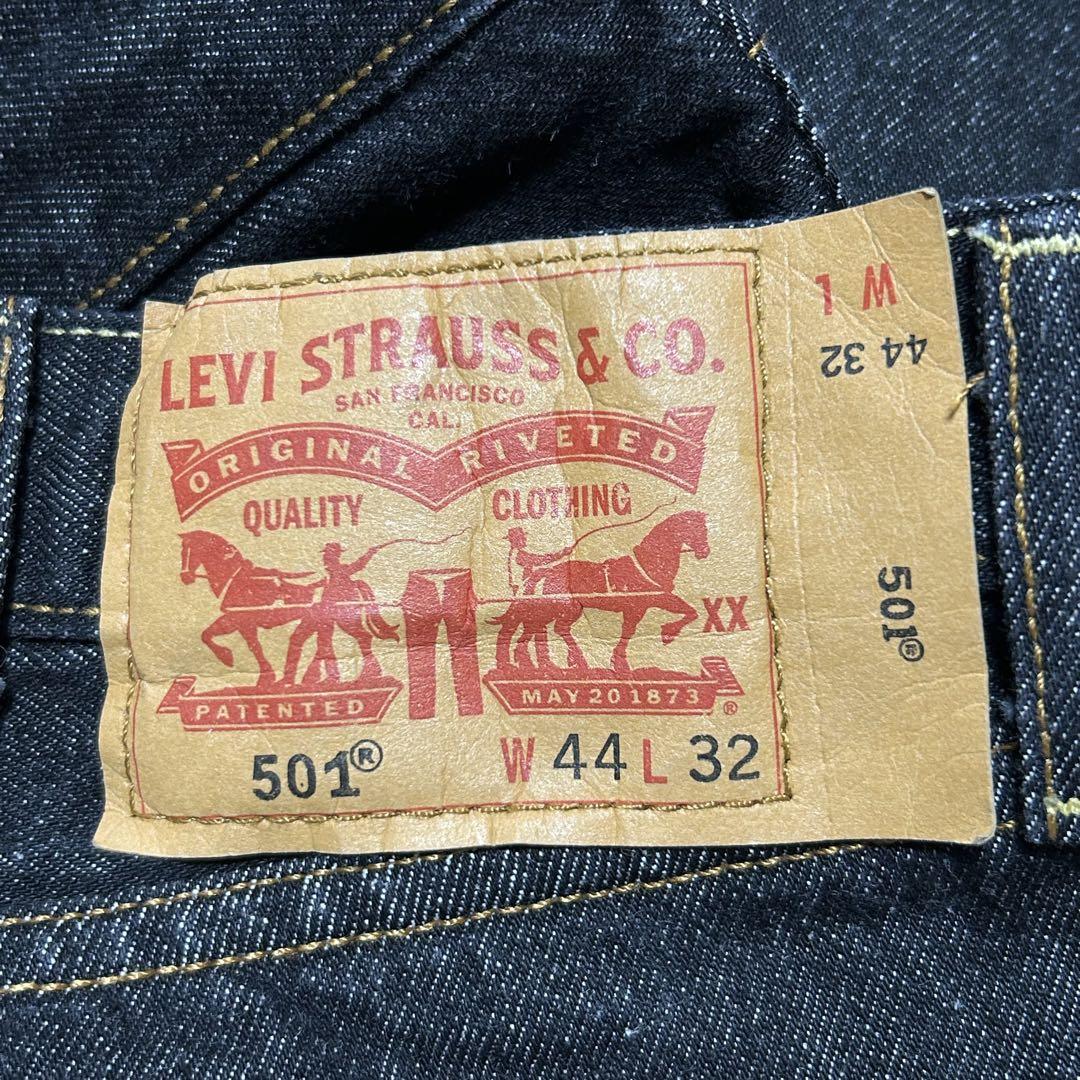 LEVI STRAUSS & CO.
SAN FRANCISCO
CAL.
ORIGINAL RIVETED
QUALITY CLOTHING
XX
PATENTED MAY 20 1873 ®
501® W 44 L 32
W L
44 32
501®